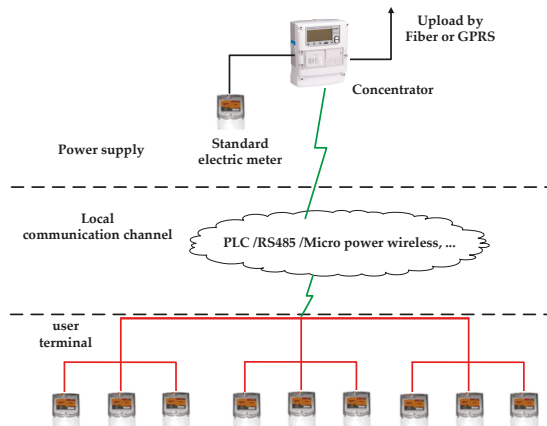 Upload by
Fiber or GPRS
Concentrator
Standard
electric meter
Power supply
Local
communication channel
PLC /RS485 /Micro power wireless, ...
user
terminal